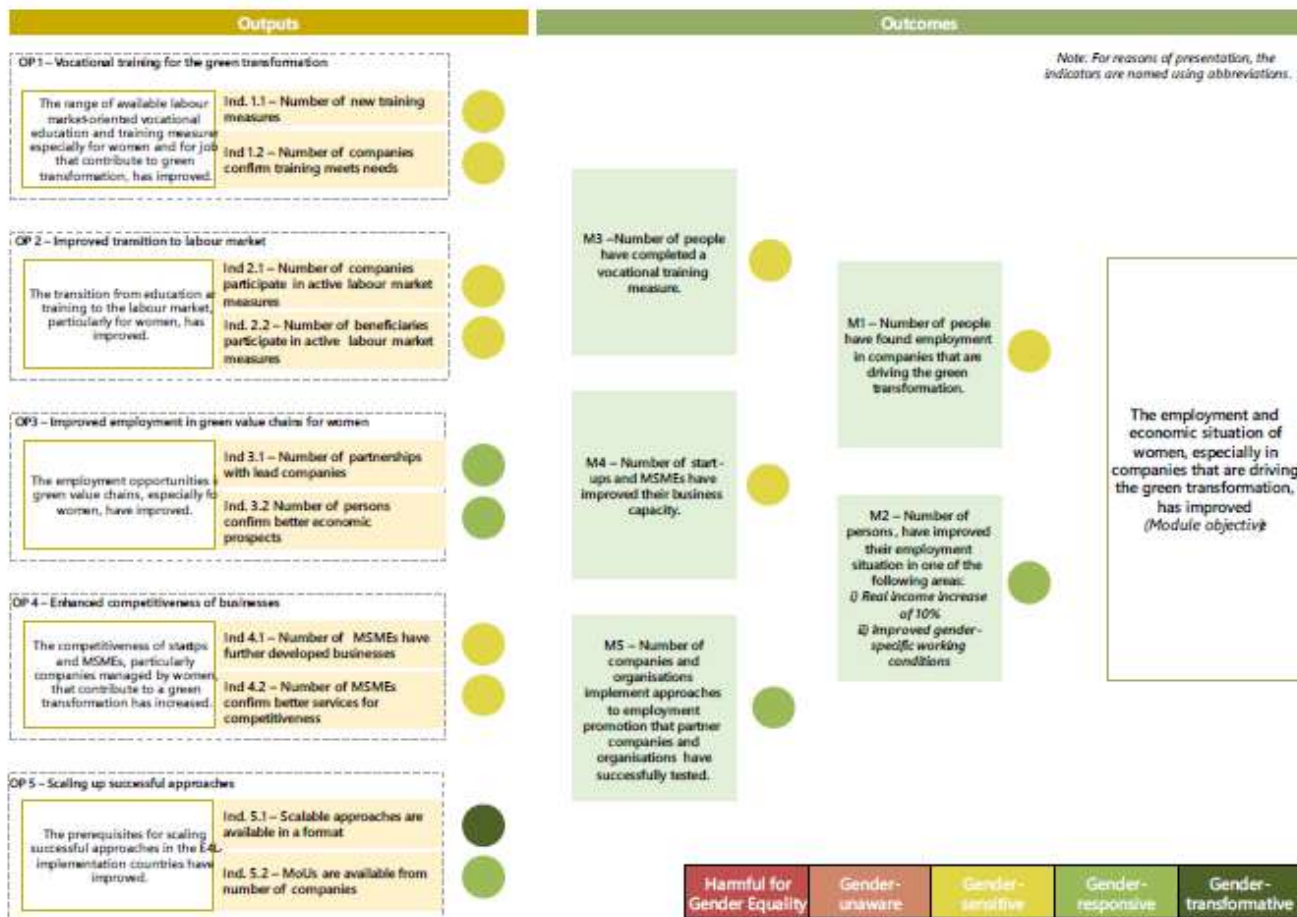 Outputs
Outcomes
Note: For reasons of presentation, the
indicators are named using abbreviations.
OP 1 – Vocational training for the green transformation
The range of available labour
market-oriented vocational
education and training measure
especially for women and for job
that contribute to green
transformation, has improved.
Ind. 1.1 – Number of new training
measures
Ind 1.2 – Number of companies
confirm training meets needs
OP 2 – Improved transition to labour market
The transition from education a
training to the labour market,
particularly for women, has
improved.
Ind 2.1 – Number of companies
participate in active labour market
measures
Ind. 2.2 – Number of beneficiaries
participate in active labour market
measures
OP3 – Improved employment in green value chains for women
The employment opportunities i
green value chains, especially fo
women, have improved.
Ind 3.1 – Number of partnerships
with lead companies
Ind. 3.2 Number of persons
confirm better economic
prospects
OP 4 – Enhanced competitiveness of businesses
The competitiveness of startps
and MSMEs, particularly
companies managed by women,
that contribute to a green
transformation has increased.
Ind 4.1 – Number of MSMEs have
further developed businesses
Ind 4.2 – Number of MSMEs
confirm better services for
competitiveness
OP 5 – Scaling up successful approaches
The prerequisites for scaling
successful approaches in the E4L
implementation countries have
improved.
Ind. 5.1 – Scalable approaches are
available in a format
Ind. 5.2 – MoUs are available from
number of companies
M3 –Number of people
have completed a
vocational training
measure.
M4 – Number of start-
ups and MSMEs have
improved their business
capacity.
M5 – Number of
companies and
organisations
implement approaches
to employment
promotion that partner
companies and
organisations have
successfully tested.
M1 – Number of people
have found employment
in companies that are
driving the green
transformation.
M2 – Number of
persons, have improved
their employment
situation in one of the
following areas:
i) Real income increase
of 10%
ii) Improved gender-
specific working
conditions
The employment and
economic situation of
women, especially in
companies that are driving
the green transformation,
has improved
(Module objective)
Harmful for
Gender Equality
Gender-
unaware
Gender-
sensitive
Gender-
responsive
Gender-
transformative